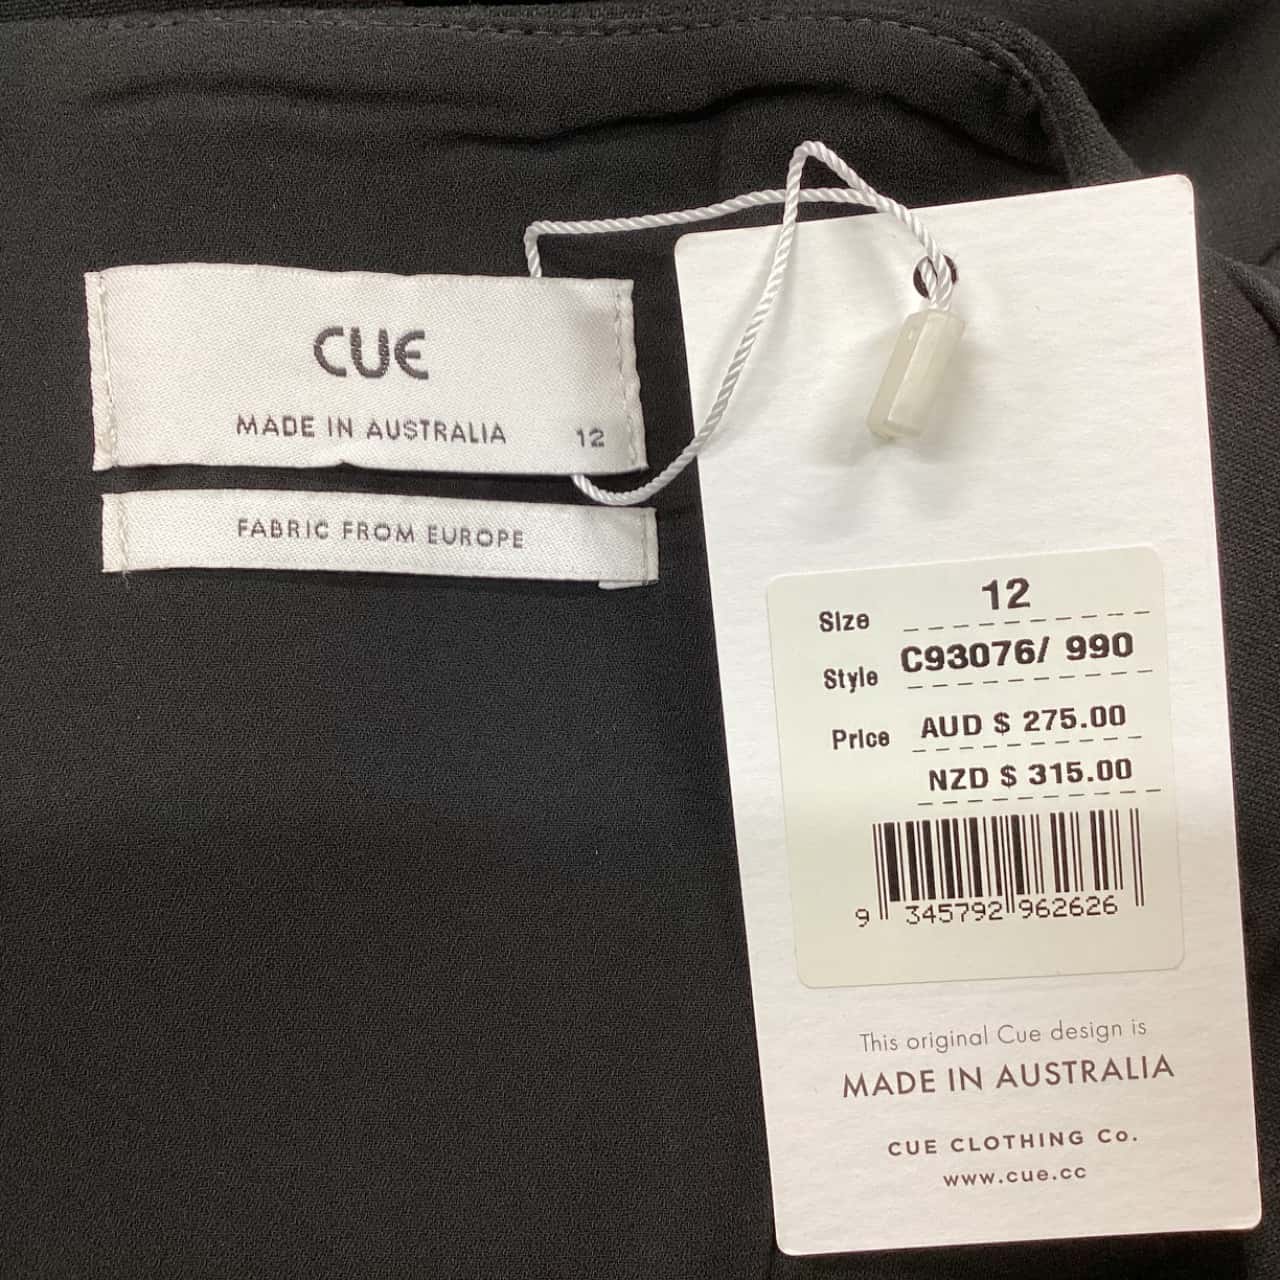 CUE
MADE IN AUSTRALIA 12
FABRIC FROM EUROPE
Size 12
Style C93076/ 990
Price AUD $ 275.00
NZD $ 315.00
9 345792 962626
This original Cue design is
MADE IN AUSTRALIA
CUE CLOTHING Co.
www.cue.cc